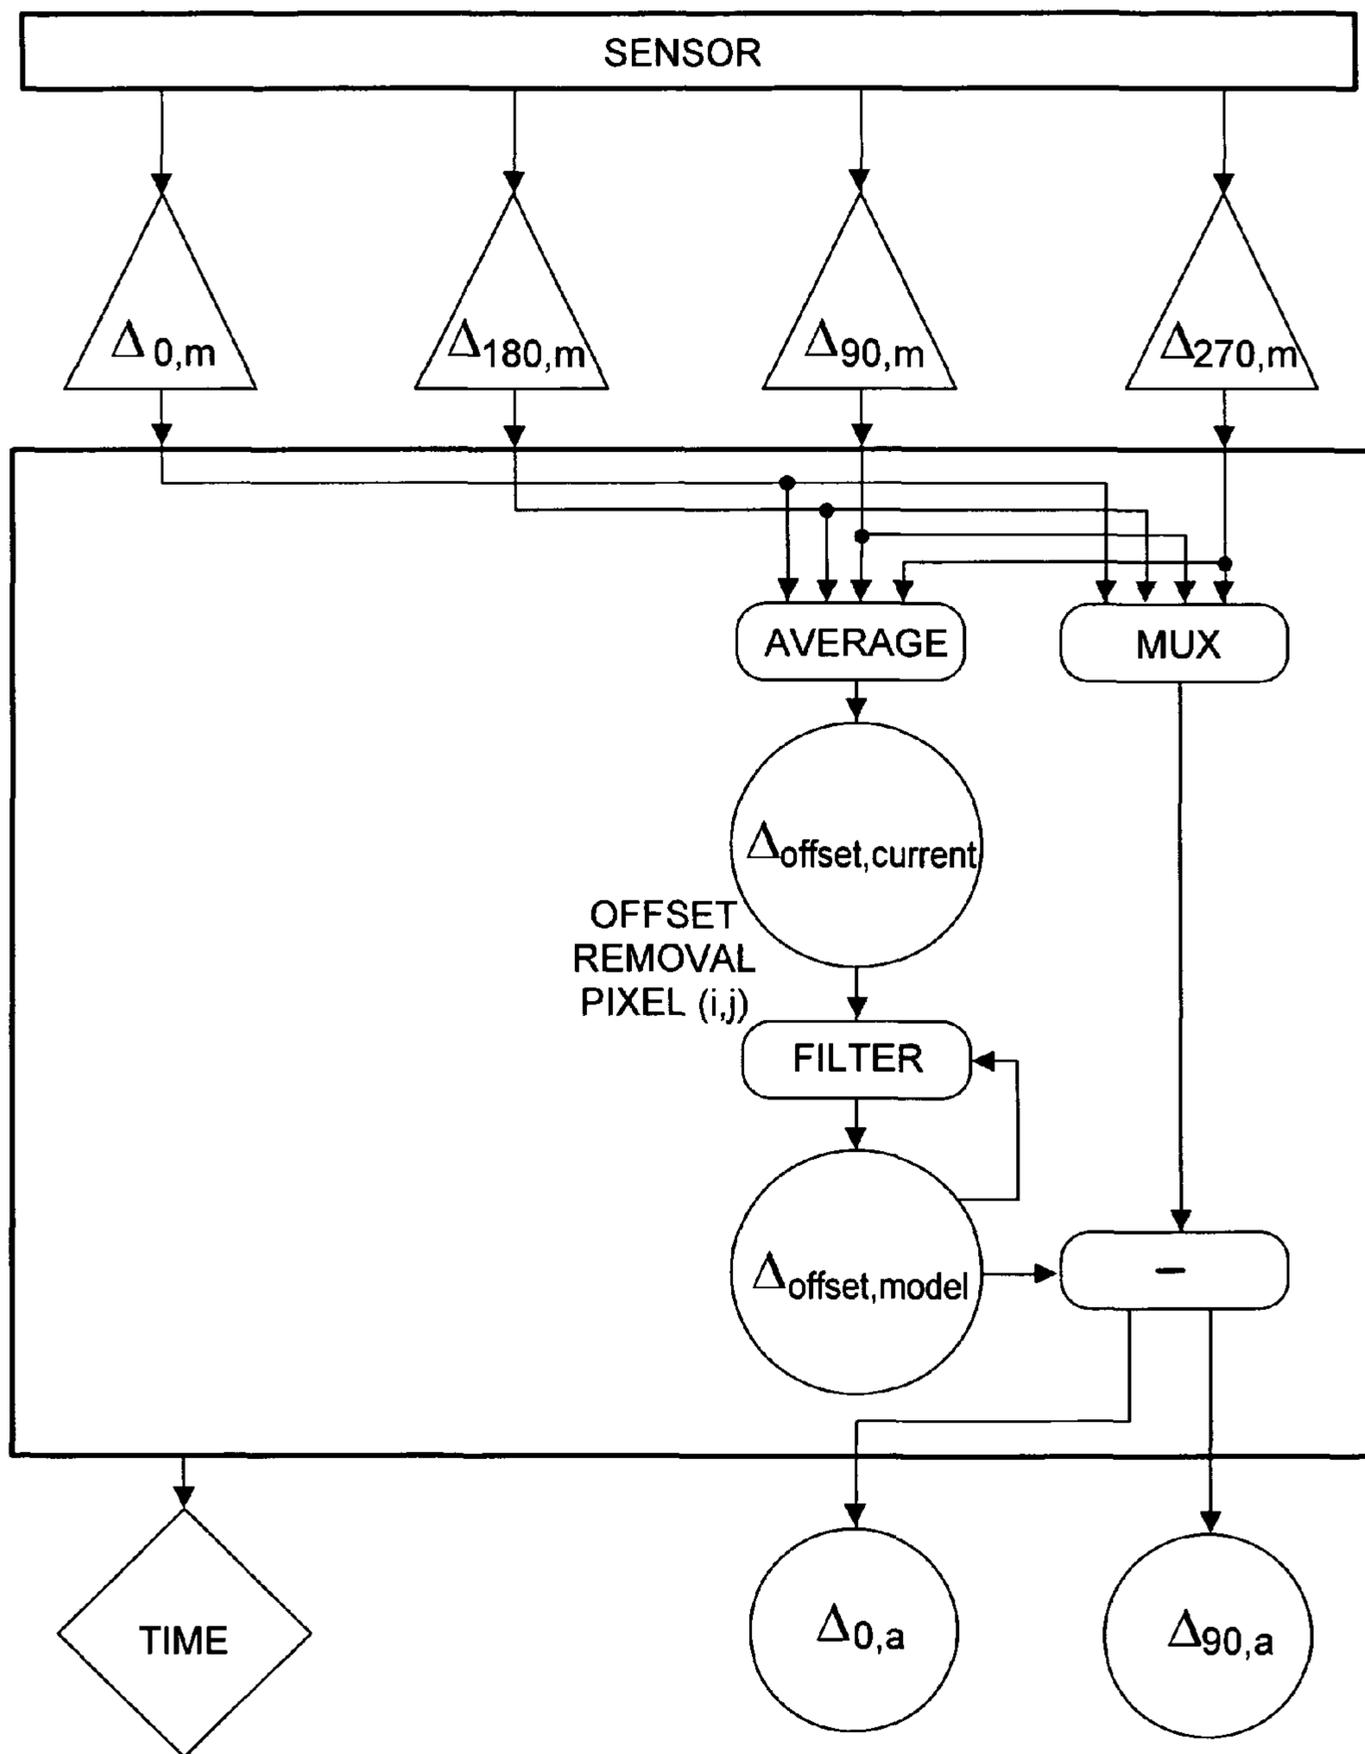 SENSOR
Δ0,m
Δ180,m
Δ90,m
Δ270,m
AVERAGE
MUX
Δoffset,current
OFFSET
REMOVAL
PIXEL (i,j)
FILTER
Δoffset,model
−
TIME
Δ0,a
Δ90,a